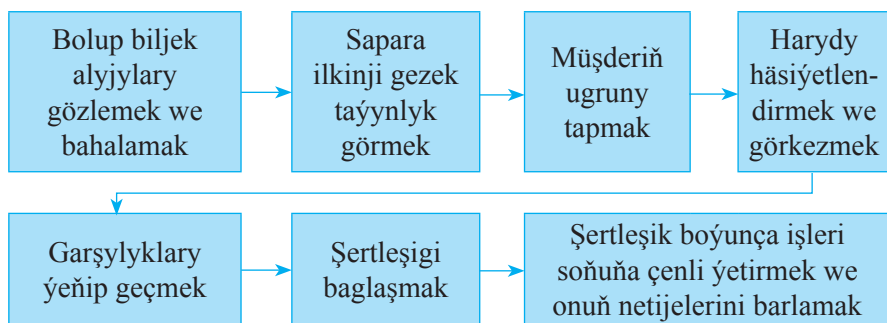 Bolup biljek
alyjylary
gözlemek we
bahalamak
Sapara
ilkinji gezek
taýynlyk
görmek
Müşderiň
ugruny
tapmak
Harydy
häsiýetlen-
dirmek we
görkezmek
Garşylyklary
ýeňip geçmek
Şertleşigi
baglaşmak
Şertleşik boýunça işleri
soňuňa çenli ýetirmek we
onuň netijelerini barlamak